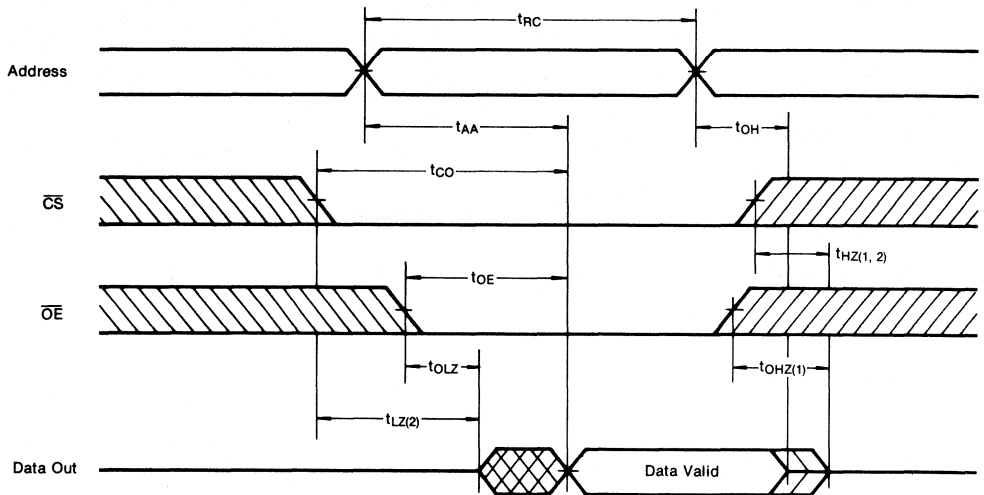 tRC
Address
tAA
tOH
tCO
CS
tHZ(1, 2)
tOE
OE
tOLZ
tOHZ(1)
tLZ(2)
Data Out
Data Valid